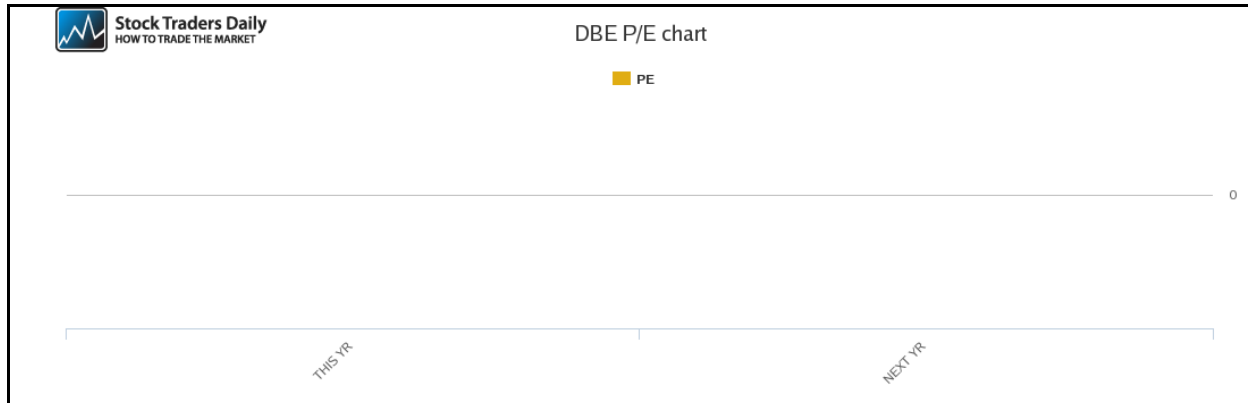 Stock Traders Daily
HOW TO TRADE THE MARKET
DBE P/E chart
PE
0
THIS YR
NEXT YR